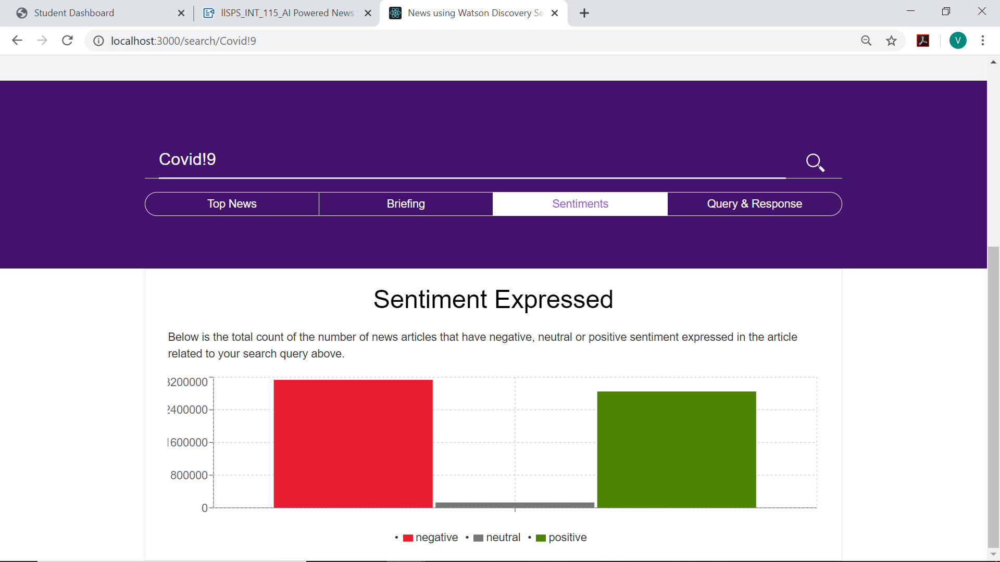 Student Dashboard
llSPS_INT_115_AI Powered News
News using Watson Discovery Se
localhost:3000/search/Covid!9
V
Covid!9
Top News
Briefing
Sentiments
Query & Response
Sentiment Expressed
Below is the total count of the number of news articles that have negative, neutral or positive sentiment expressed in the article
related to your search query above.
3200000
2400000
1600000
800000
0
• negative • neutral • positive